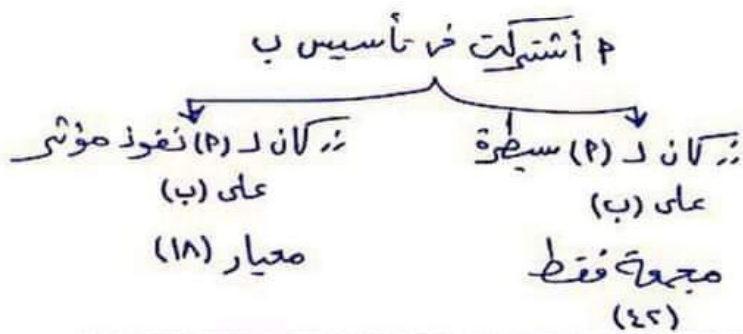 أ أشتركت في تأسيس ب
إذا كان لـ (أ) سيطرة
على (ب)
مجمعة فقط
(٤٢)
إذا كان لـ (أ) نفوذ مؤثر
على (ب)
معيار (١٨)